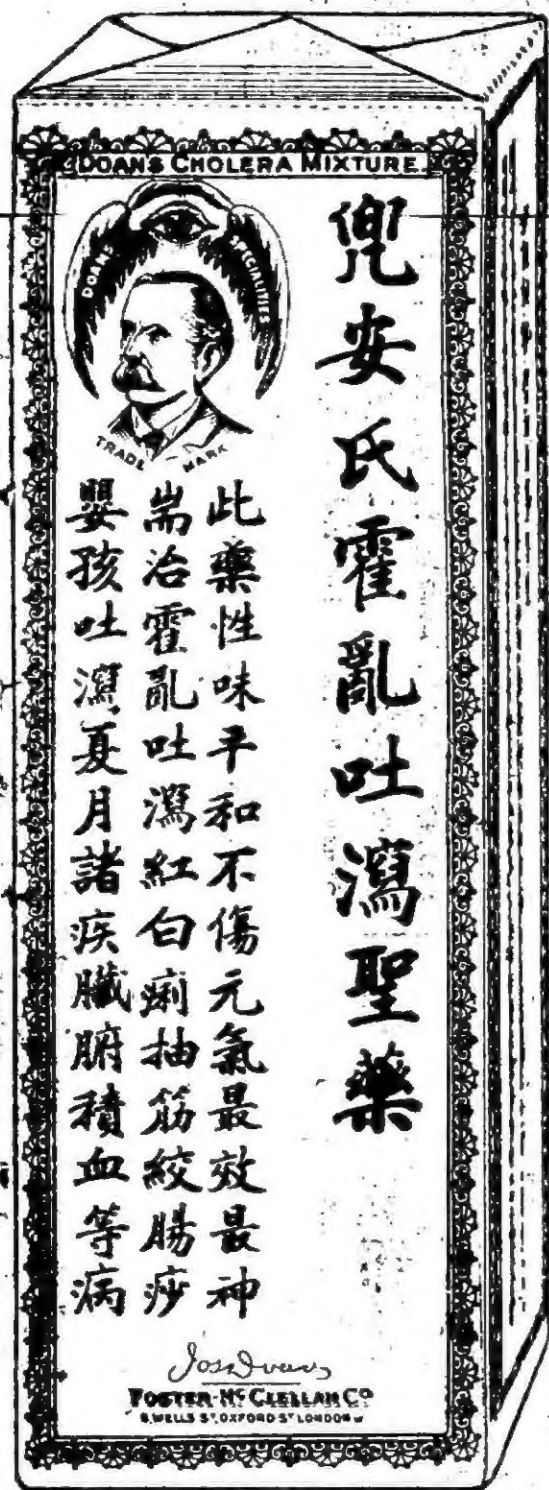 DOAN'S CHOLERA MIXTURE.
DOAN'S SPECIALITIES
TRADE MARK
兜安氏霍亂吐瀉聖藥
此藥性味平和不傷元氣最效最神
耑治霍亂吐瀉紅白痢抽筋絞腸痧
嬰孩吐瀉夏月諸疾臟腑積血等病
FOSTER-McCLELLAN Co
8, WELLS ST, OXFORD ST LONDON W